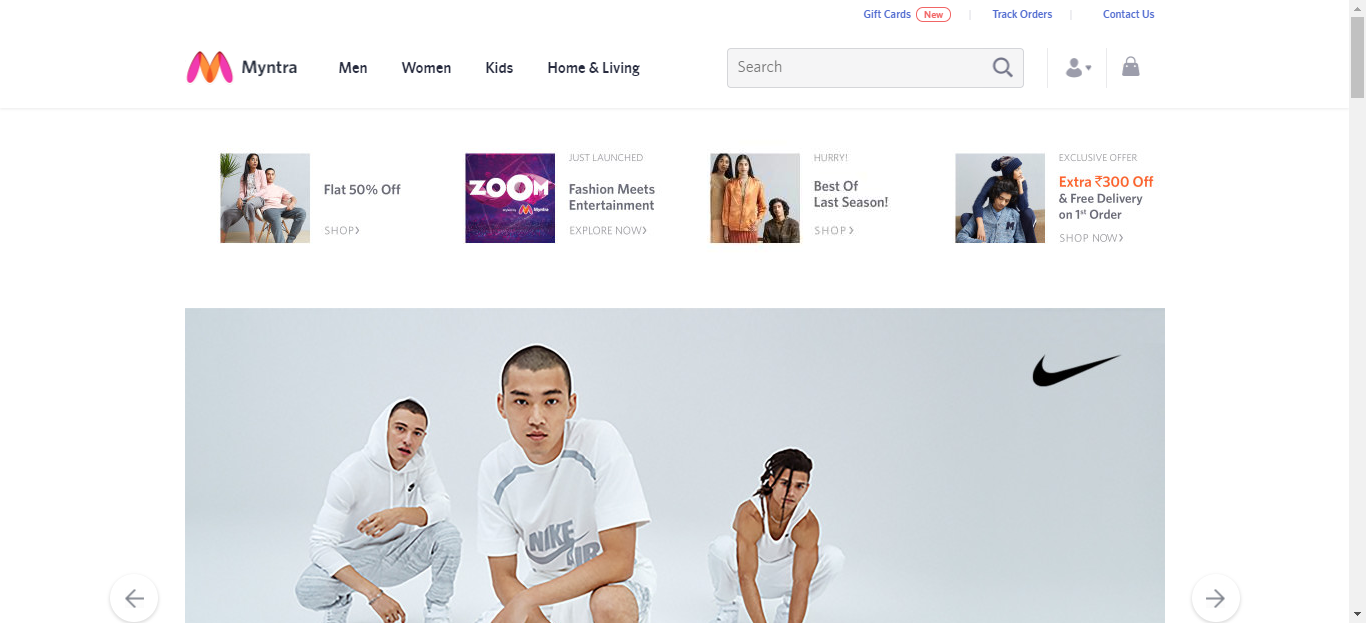 Gift Cards New
Track Orders
Contact Us
Myntra
Men
Women
Kids
Home & Living
Search
Flat 50% Off
SHOP›
ZOOM
Myntra
JUST LAUNCHED
Fashion Meets
Entertainment
EXPLORE NOW›
HURRY!
Best Of
Last Season!
SHOP ›
M
EXCLUSIVE OFFER
Extra ₹300 Off
& Free Delivery
on 1st Order
SHOP NOW›
NIKE
AIR